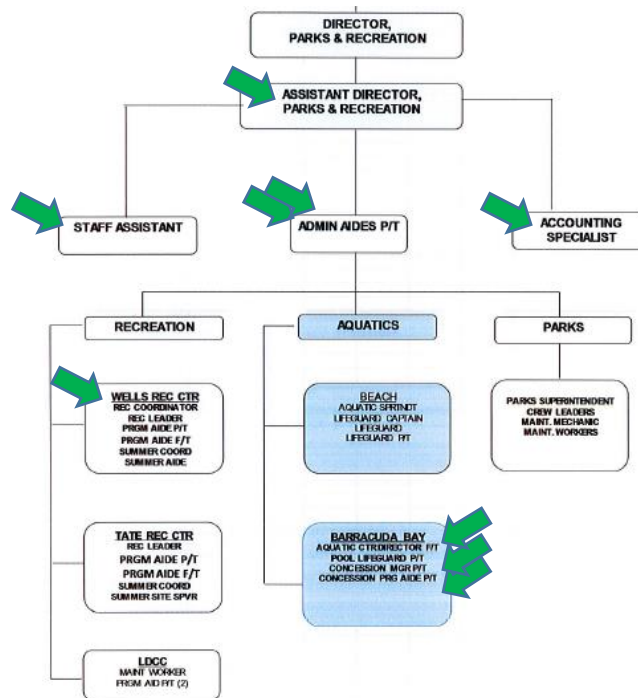 DIRECTOR,
PARKS & RECREATION
ASSISTANT DIRECTOR,
PARKS & RECREATION
STAFF ASSISTANT
ADMIN AIDES P/T
ACCOUNTING
SPECIALIST
RECREATION
AQUATICS
PARKS
WELLS REC CTR
REC COORDINATOR
REC LEADER
PRGM AIDE P/T
PRGM AIDE F/T
SUMMER COORD
SUMMER AIDE
BEACH
AQUATIC SPRTNDT
LIFEGUARD CAPTAIN
LIFEGUARD
LIFEGUARD P/T
PARKS SUPERINTENDENT
CREW LEADERS
MAINT. MECHANIC
MAINT. WORKERS
TATE REC CTR
REC LEADER
PRGM AIDE P/T
PRGM AIDE F/T
SUMMER COORD
SUMMER SITE SPVR
BARRACUDA BAY
AQUATIC CTR DIRECTOR F/T
POOL LIFEGUARD P/T
CONCESSION MGR P/T
CONCESSION PRG AIDE P/T
LDCC
MAINT WORKER
PRGM AID P/T (2)